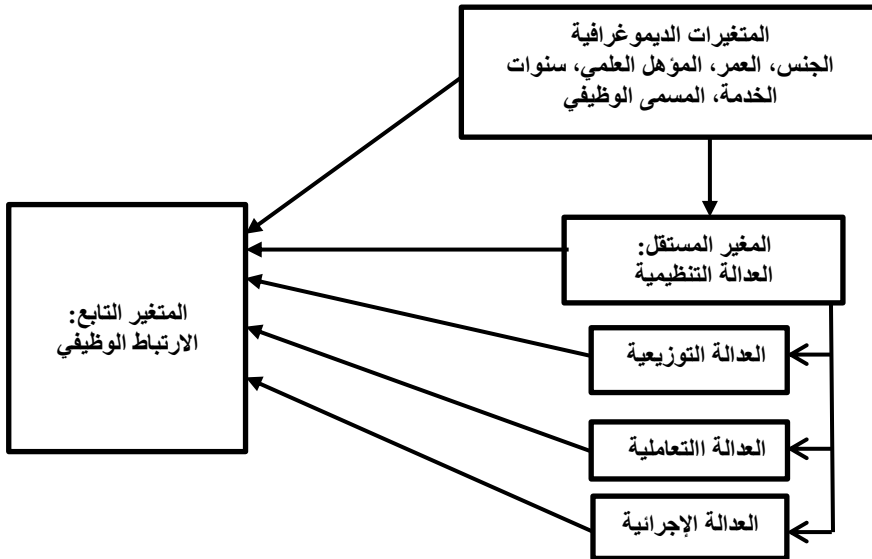 المتغيرات الديموغرافية
الجنس، العمر، المؤهل العلمي، سنوات
الخدمة، المسمى الوظيفي
المغير المستقل:
العدالة التنظيمية
المتغير التابع:
الارتباط الوظيفي
العدالة التوزيعية
العدالة االتعاملية
العدالة الإجرائية